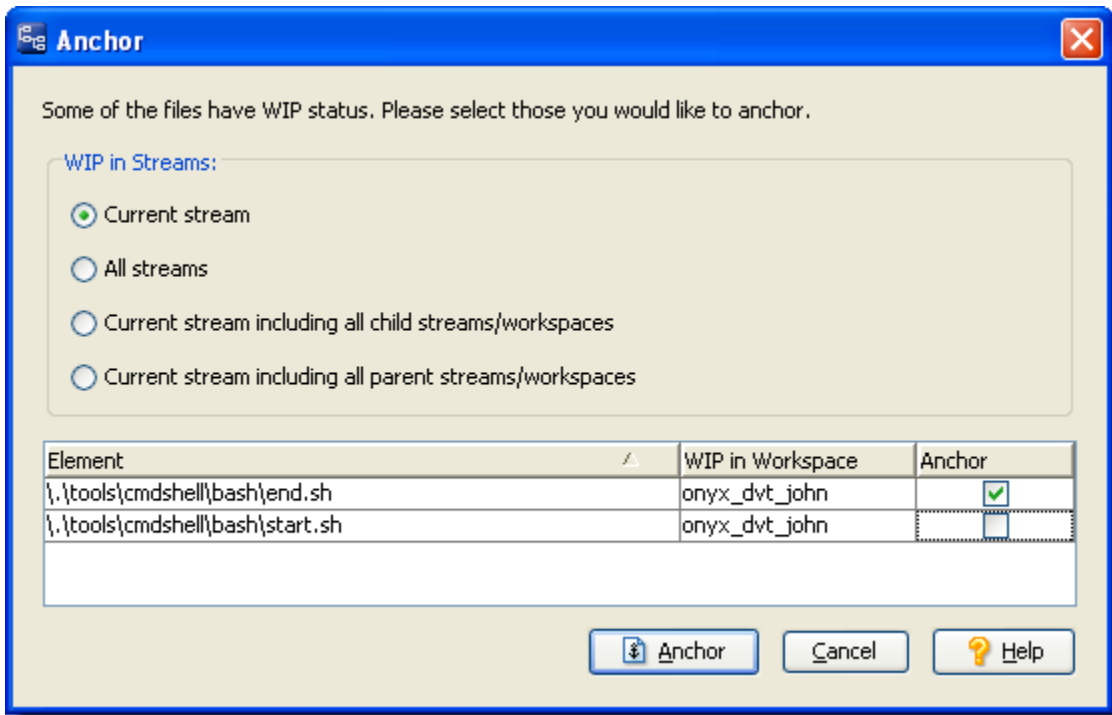 Anchor
Some of the files have WIP status. Please select those you would like to anchor.
WIP in Streams:
Current stream
All streams
Current stream including all child streams/workspaces
Current stream including all parent streams/workspaces
Element WIP in Workspace Anchor
\.\tools\cmdshell\bash\end.sh onyx_dvt_john
\.\tools\cmdshell\bash\start.sh onyx_dvt_john
Anchor Cancel Help